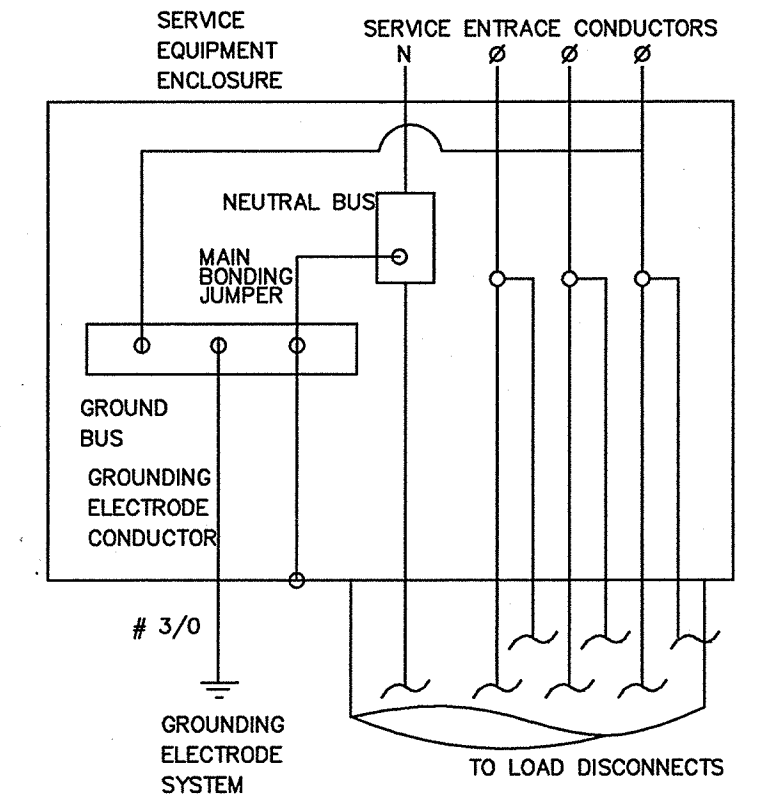 SERVICE
EQUIPMENT
ENCLOSURE
SERVICE ENTRACE CONDUCTORS
N Ø Ø Ø
NEUTRAL BUS
MAIN
BONDING
JUMPER
GROUND
BUS
GROUNDING
ELECTRODE
CONDUCTOR
# 3/0
GROUNDING
ELECTRODE
SYSTEM
TO LOAD DISCONNECTS